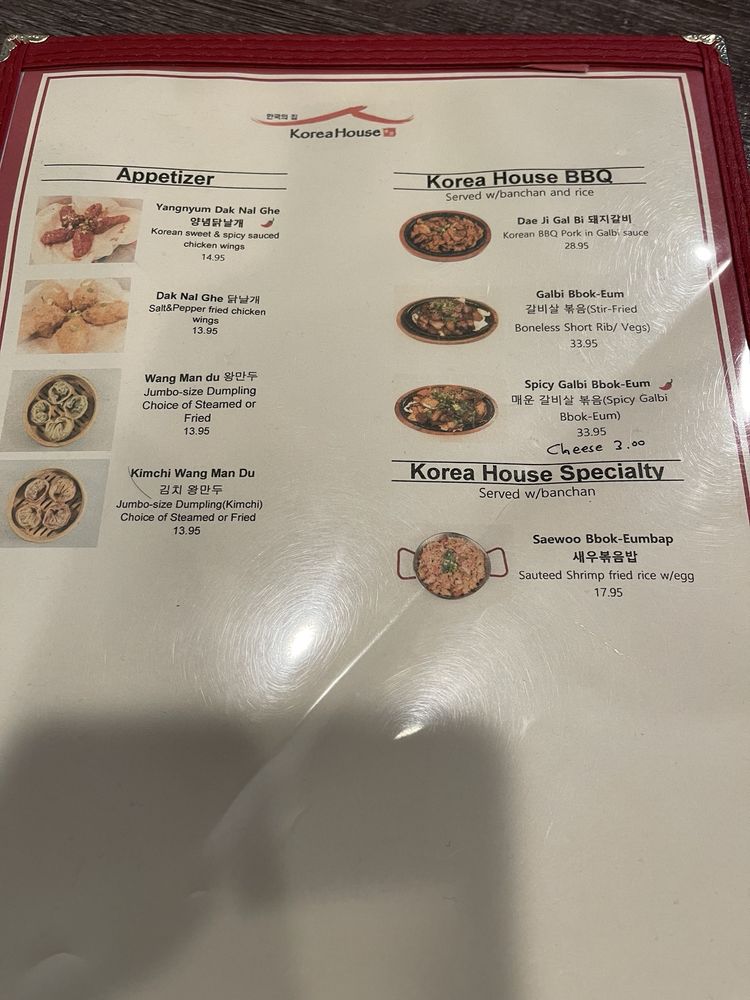 한국의 집
KoreaHouse
Appetizer
Yangnyum Dak Nal Ghe
양념닭날개
Korean sweet & spicy sauced
chicken wings
14.95
Dak Nal Ghe 닭날개
Salt&Pepper fried chicken
wings
13.95
Wang Man du 왕만두
Jumbo-size Dumpling
Choice of Steamed or
Fried
13.95
Kimchi Wang Man Du
김치 왕만두
Jumbo-size Dumpling(Kimchi)
Choice of Steamed or Fried
13.95
Korea House BBQ
Served w/banchan and rice
Dae Ji Gal Bi 돼지갈비
Korean BBQ Pork in Galbi sauce
28.95
Galbi Bbok-Eum
갈비살 볶음(Stir-Fried
Boneless Short Rib/ Vegs)
33.95
Spicy Galbi Bbok-Eum
매운 갈비살 볶음(Spicy Galbi
Bbok-Eum)
33.95
Cheese 3.00
Korea House Specialty
Served w/banchan
Saewoo Bbok-Eumbap
새우볶음밥
Sauteed Shrimp fried rice w/egg
17.95